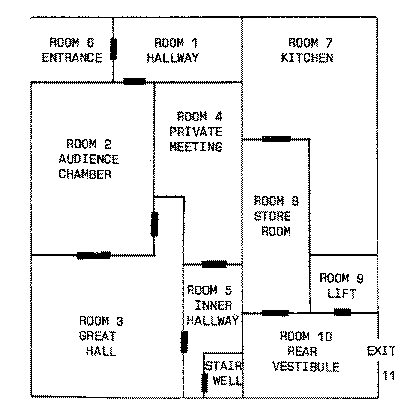 ROOM 6
ENTRANCE
ROOM 1
HALLWAY
ROOM 7
KITCHEN
ROOM 4
PRIVATE
MEETING
ROOM 2
AUDIENCE
CHAMBER
ROOM 8
STORE
ROOM
ROOM 9
LIFT
ROOM 5
INNER
HALLWAY
ROOM 3
GREAT
HALL
ROOM 10
REAR
VESTIBULE
EXIT
11
STAIR
WELL